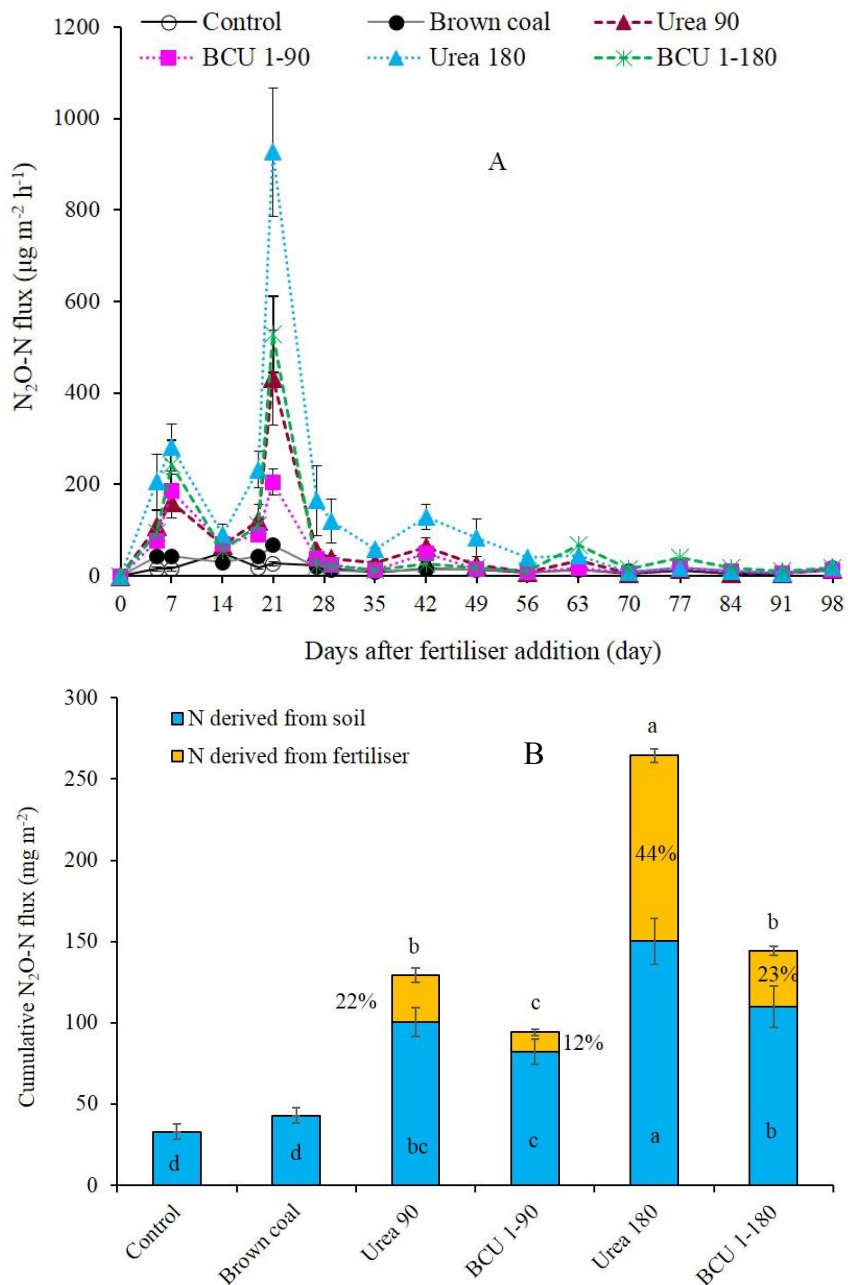 Control Brown coal Urea 90
BCU 1-90 Urea 180 BCU 1-180
A
N₂O-N flux (µg m⁻² h⁻¹)
1200
1000
800
600
400
200
0
0 7 14 21 28 35 42 49 56 63 70 77 84 91 98
Days after fertiliser addition (day)
B
Cumulative N₂O-N flux (mg m⁻²)
300
250
200
150
100
50
0
N derived from soil
N derived from fertiliser
d
d
b
22%
bc
c
12%
c
a
44%
a
b
23%
b
Control
Brown coal
Urea 90
BCU 1-90
Urea 180
BCU 1-180